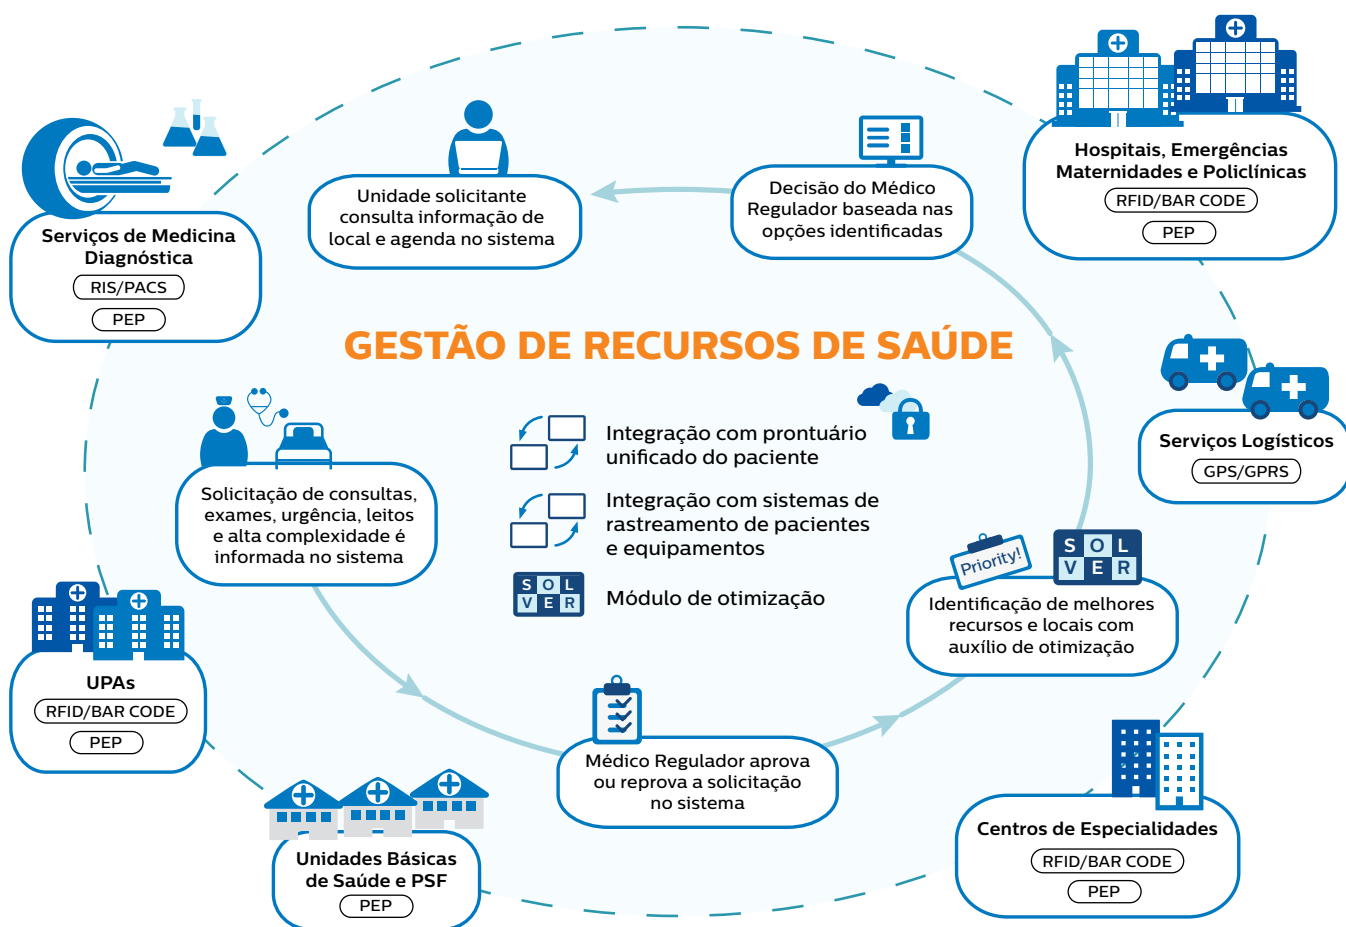 Hospitais, Emergências
Maternidades e Policlínicas
RFID/BAR CODE
PEP
Unidade solicitante
consulta informação de
local e agenda no sistema
Decisão do Médico
Regulador baseada nas
opções identificadas
Serviços de Medicina
Diagnóstica
RIS/PACS
PEP
GESTÃO DE RECURSOS DE SAÚDE
Integração com prontuário
unificado do paciente
Integração com sistemas de
rastreamento de pacientes
e equipamentos
SOL
VER
Módulo de otimização
Serviços Logísticos
GPS/GPRS
Solicitação de consultas,
exames, urgência, leitos
e alta complexidade é
informada no sistema
Priority!
SOL
VER
Identificação de melhores
recursos e locais com
auxílio de otimização
UPAs
RFID/BAR CODE
PEP
Médico Regulador aprova
ou reprova a solicitação
no sistema
Centros de Especialidades
RFID/BAR CODE
PEP
Unidades Básicas
de Saúde e PSF
PEP